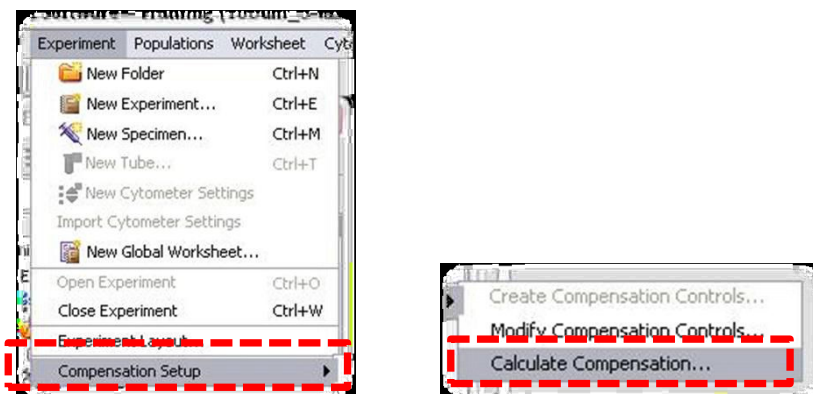 Experiment Populations Worksheet
New Folder Ctrl+N
New Experiment... Ctrl+E
New Specimen... Ctrl+M
New Tube... Ctrl+T
New Cytometer Settings
Import Cytometer Settings
New Global Worksheet...
Open Experiment Ctrl+O
Close Experiment Ctrl+W
Experiment Layout...
Compensation Setup
Create Compensation Controls...
Modify Compensation Controls...
Calculate Compensation...